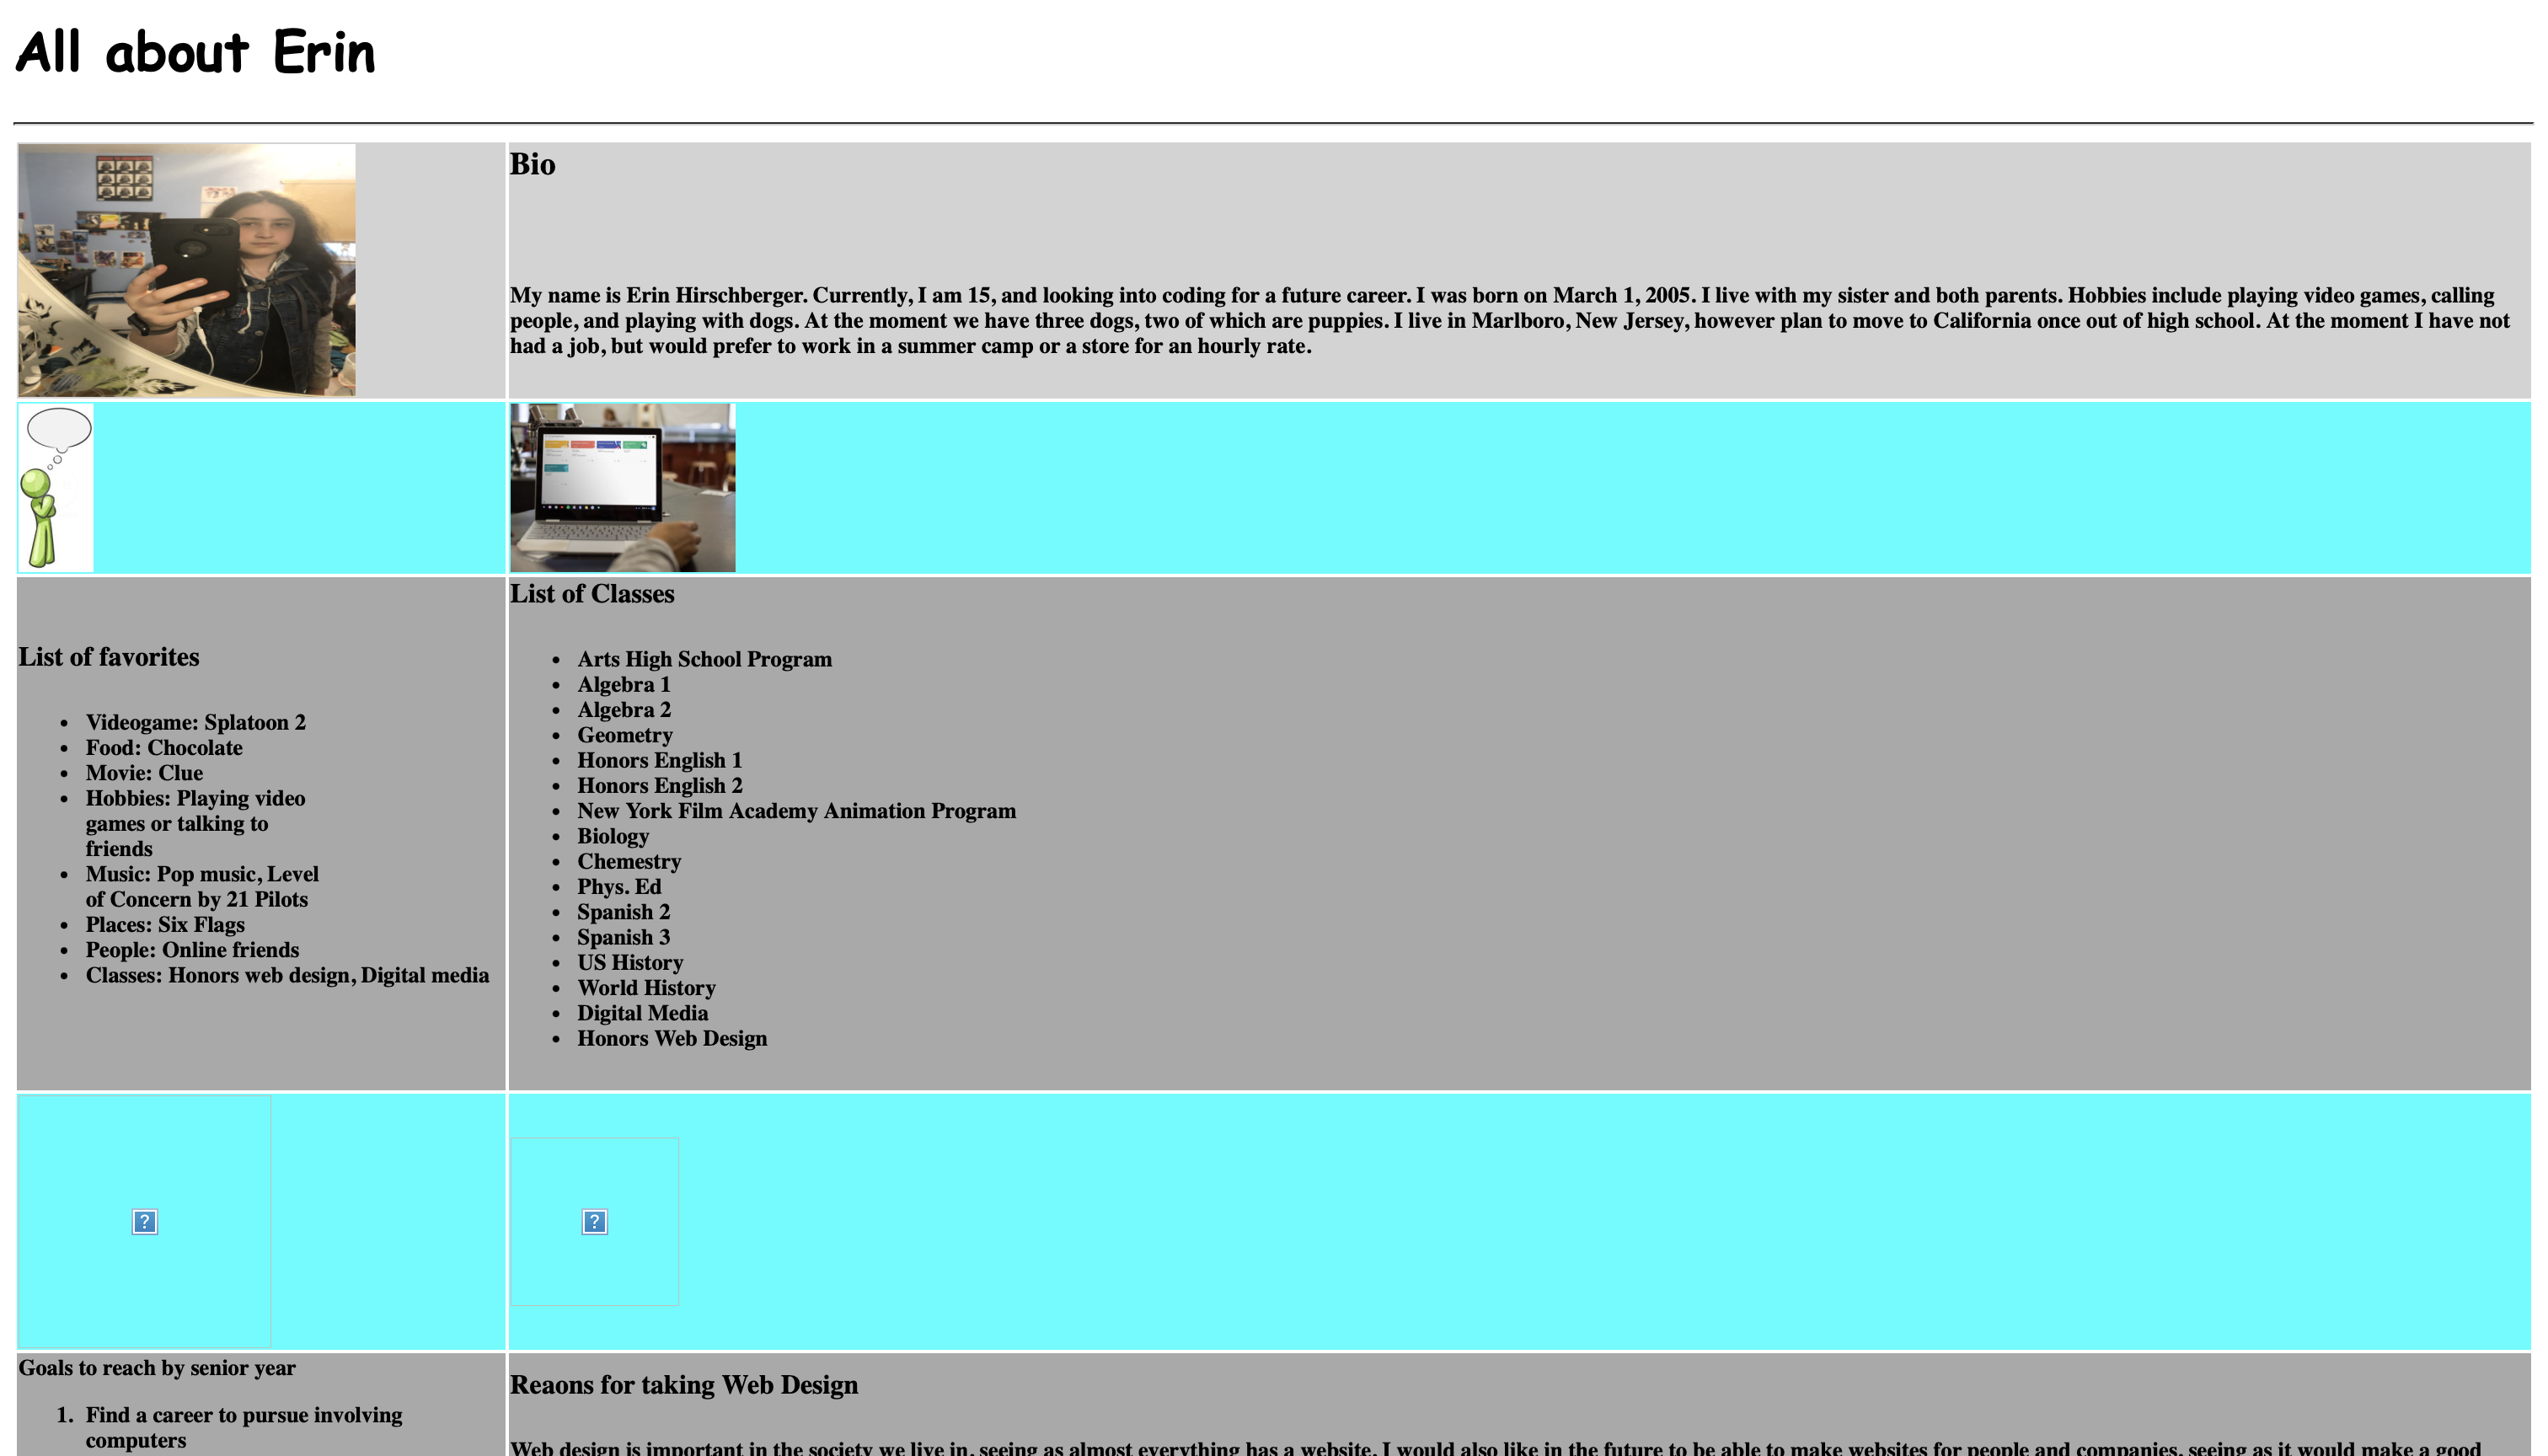 All about Erin
Bio
My name is Erin Hirschberger. Currently, I am 15, and looking into coding for a future career. I was born on March 1, 2005. I live with my sister and both parents. Hobbies include playing video games, calling
people, and playing with dogs. At the moment we have three dogs, two of which are puppies. I live in Marlboro, New Jersey, however plan to move to California once out of high school. At the moment I have not
had a job, but would prefer to work in a summer camp or a store for an hourly rate.
List of favorites
• Videogame: Splatoon 2
• Food: Chocolate
• Movie: Clue
• Hobbies: Playing video
games or talking to
friends
• Music: Pop music, Level
of Concern by 21 Pilots
• Places: Six Flags
• People: Online friends
• Classes: Honors web design, Digital media
List of Classes
• Arts High School Program
• Algebra 1
• Algebra 2
• Geometry
• Honors English 1
• Honors English 2
• New York Film Academy Animation Program
• Biology
• Chemestry
• Phys. Ed
• Spanish 2
• Spanish 3
• US History
• World History
• Digital Media
• Honors Web Design
Goals to reach by senior year
1. Find a career to pursue involving
computers
Reaons for taking Web Design
Web design is important in the society we live in, seeing as almost everything has a website. I would also like in the future to be able to make websites for people and companies, seeing as it would make a good